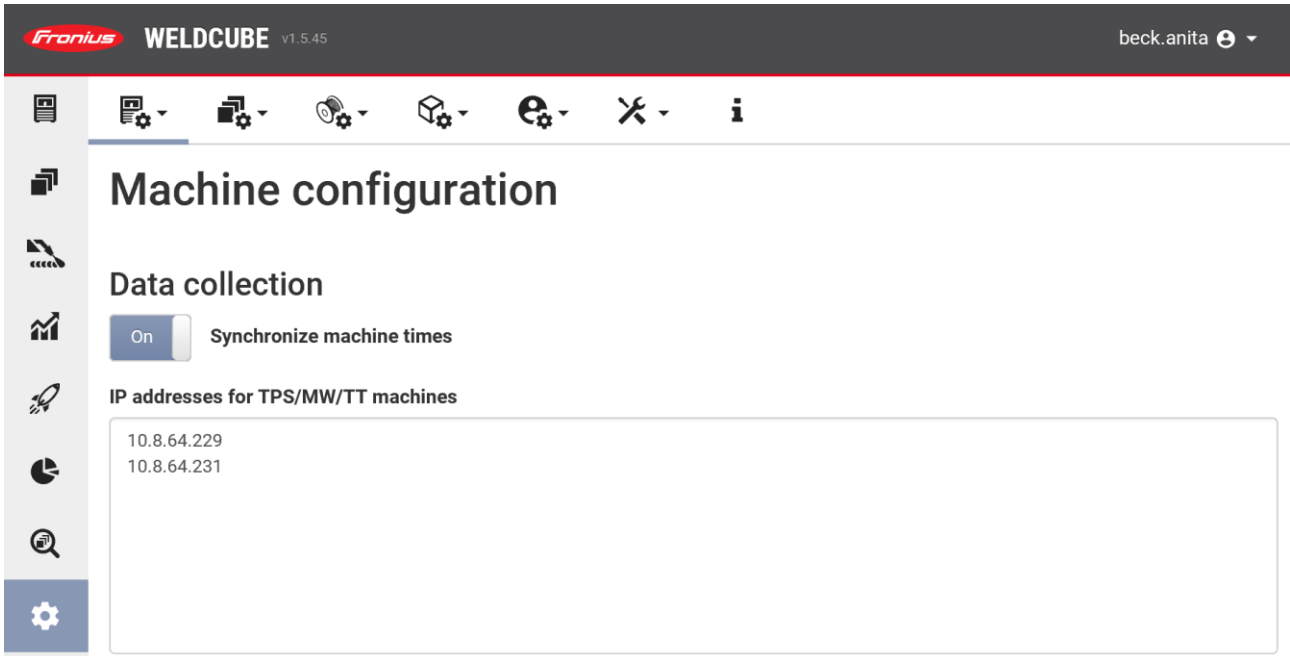 Fronius WELDCUBE v1.5.45 beck.anita
Machine configuration
Data collection
On Synchronize machine times
IP addresses for TPS/MW/TT machines
10.8.64.229
10.8.64.231